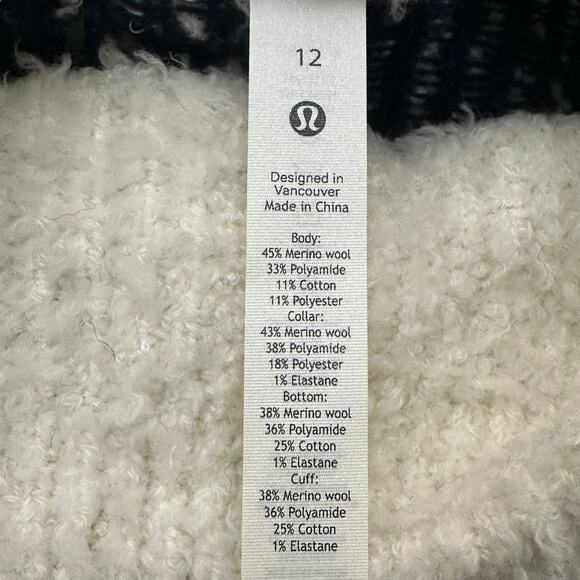 12
Designed in
Vancouver
Made in China
Body:
45% Merino wool
33% Polyamide
11% Cotton
11% Polyester
Collar:
43% Merino wool
38% Polyamide
18% Polyester
1% Elastane
Bottom:
38% Merino wool
36% Polyamide
25% Cotton
1% Elastane
Cuff:
38% Merino wool
36% Polyamide
25% Cotton
1% Elastane